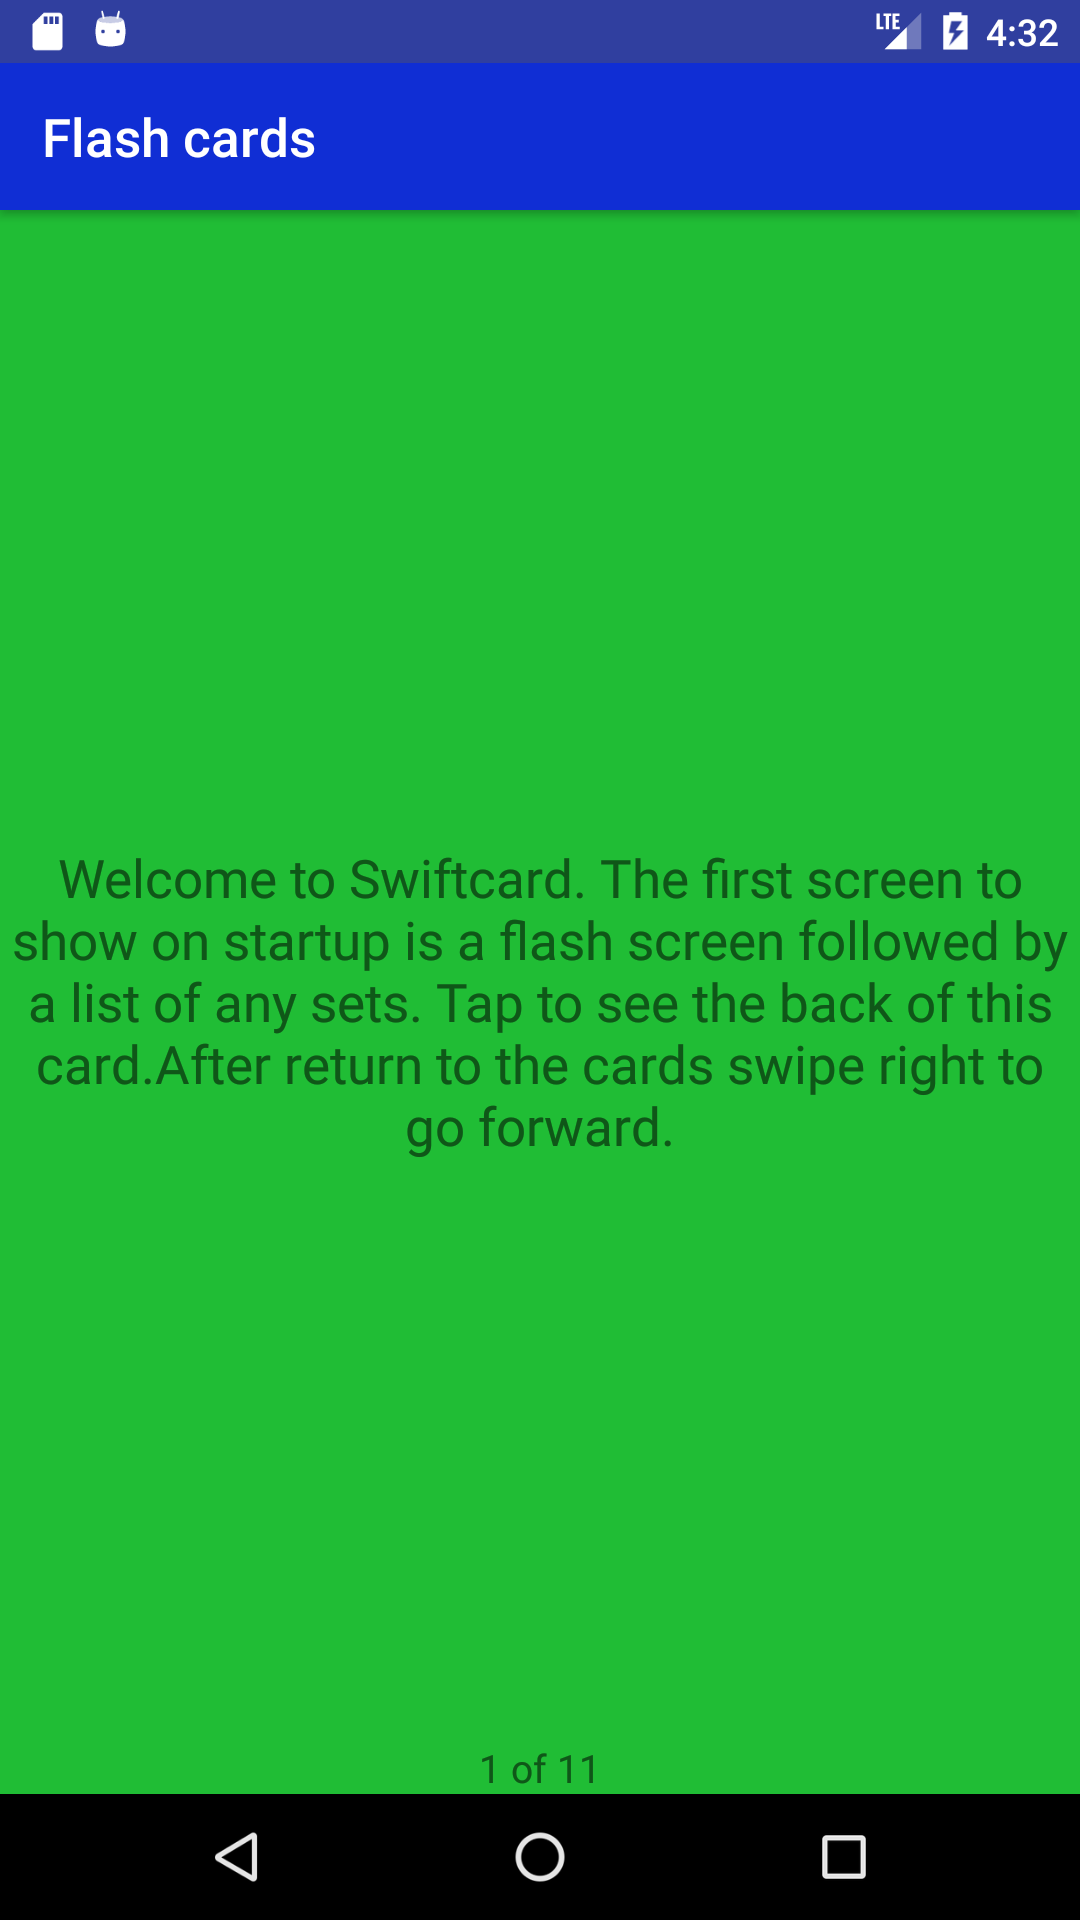 LTE 4:32
Flash cards
Welcome to Swiftcard. The first screen to
show on startup is a flash screen followed by
a list of any sets. Tap to see the back of this
card.After return to the cards swipe right to
go forward.
1 of 11